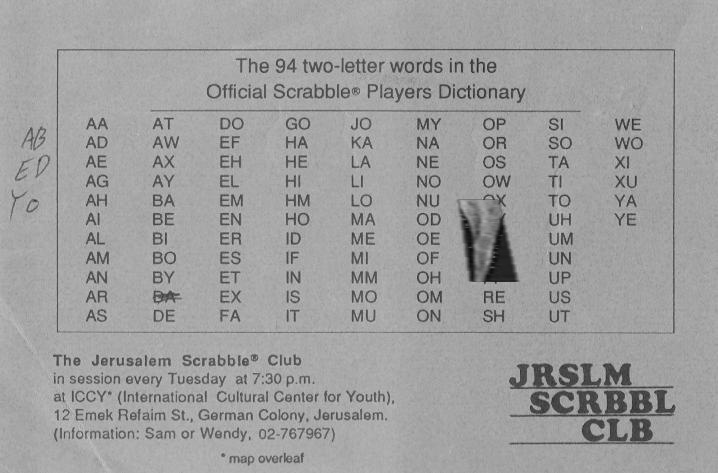 The 94 two-letter words in the
Official Scrabble® Players Dictionary
AA AT DO GO JO MY OP SI WE
AB AD AW EF HA KA NA OR SO WO
ED AE AX EH HE LA NE OS TA XI
AG AY EL HI LI NO OW TI XU
YO AH BA EM HM LO NU OX TO YA
AI BE EN HO MA OD UH YE
AL BI ER ID ME OE UM
AM BO ES IF MI OF UN
AN BY ET IN MM OH UP
AR EX IS MO OM RE US
AS DE FA IT MU ON SH UT
The Jerusalem Scrabble® Club
in session every Tuesday at 7:30 p.m.
at ICCY* (International Cultural Center for Youth),
12 Emek Refaim St., German Colony, Jerusalem.
(Information: Sam or Wendy, 02-767967)
* map overleaf
JRSLM
SCRBBL
CLB